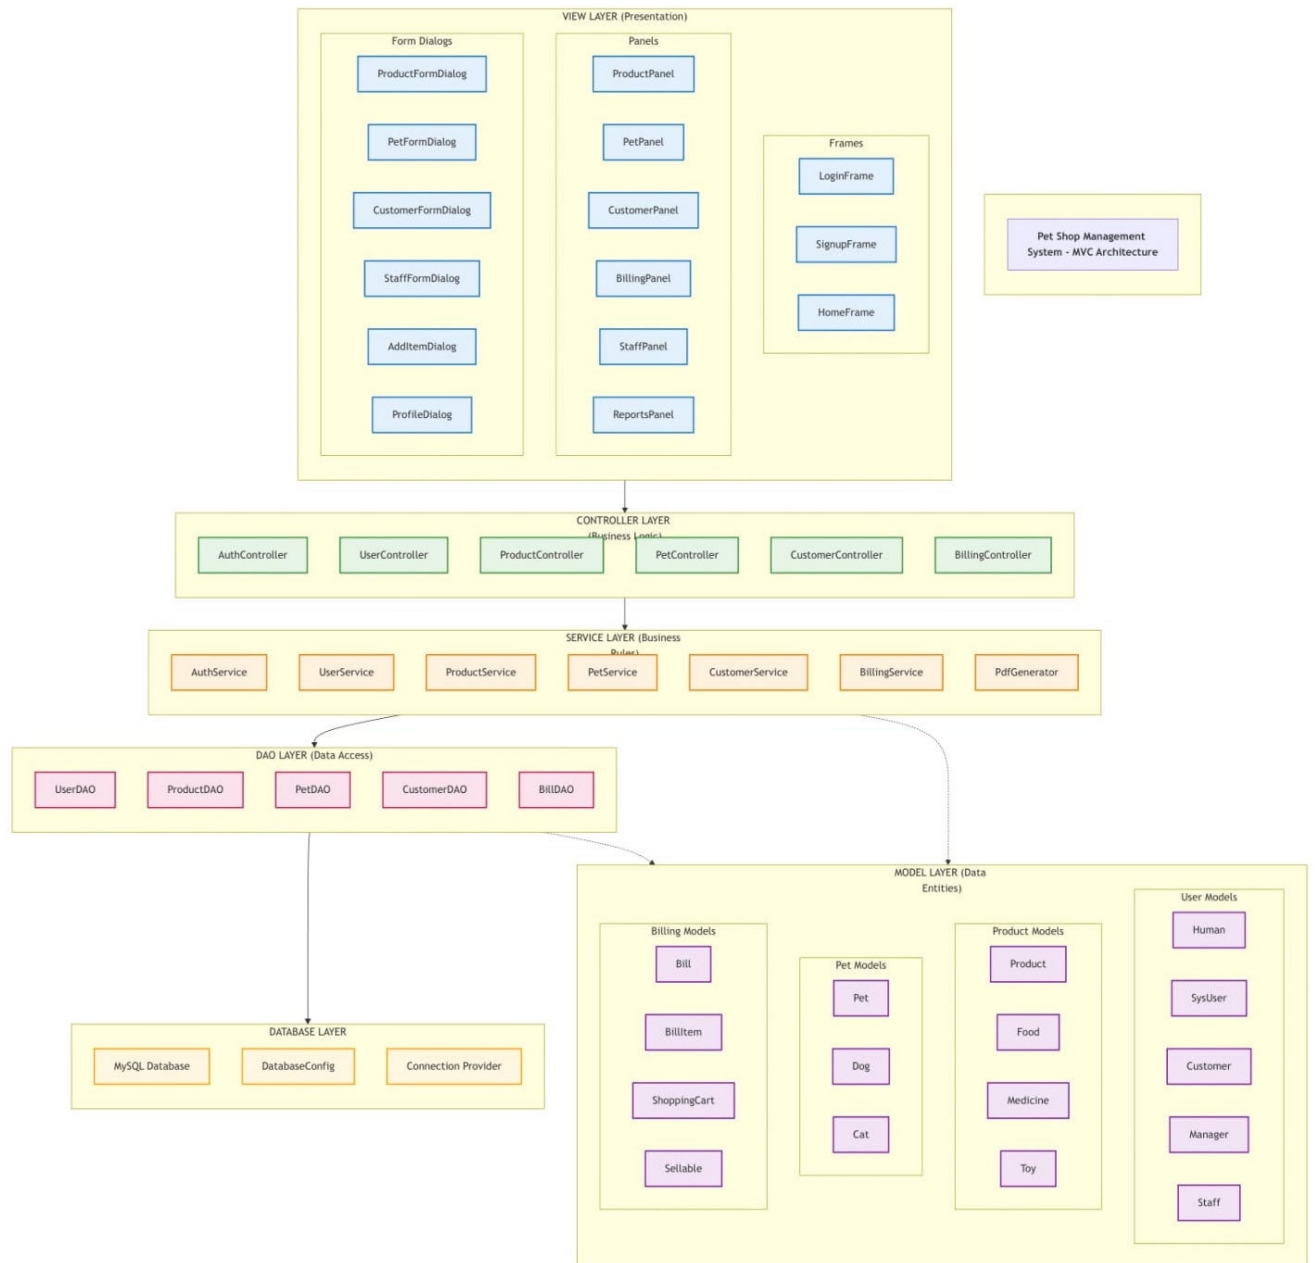 VIEW LAYER (Presentation)
Form Dialogs
ProductFormDialog
PetFormDialog
CustomerFormDialog
StaffFormDialog
AddItemDialog
ProfileDialog
Panels
ProductPanel
PetPanel
CustomerPanel
BillingPanel
StaffPanel
ReportsPanel
Frames
LoginFrame
SignupFrame
HomeFrame
Pet Shop Management
System - MVC Architecture
CONTROLLER LAYER
(Business Logic)
AuthController
UserController
ProductController
PetController
CustomerController
BillingController
SERVICE LAYER (Business
Rules)
AuthService
UserService
ProductService
PetService
CustomerService
BillingService
PdfGenerator
DAO LAYER (Data Access)
UserDAO
ProductDAO
PetDAO
CustomerDAO
BillDAO
DATABASE LAYER
MySQL Database
DatabaseConfig
Connection Provider
MODEL LAYER (Data
Entities)
Billing Models
Bill
BillItem
ShoppingCart
Sellable
Pet Models
Pet
Dog
Cat
Product Models
Product
Food
Medicine
Toy
User Models
Human
SysUser
Customer
Manager
Staff